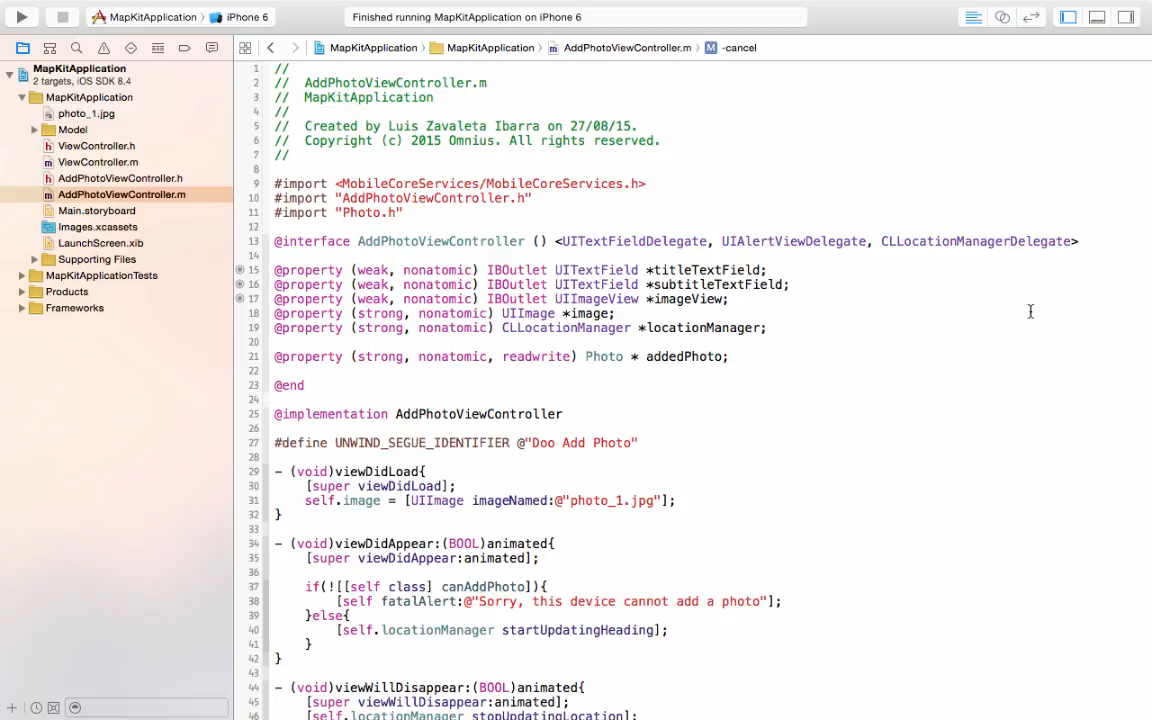 MapKitApplication
iPhone 6
Finished running MapKitApplication on iPhone 6
MapKitApplication
MapKitApplication
AddPhotoViewController.m
M -cancel
MapKitApplication
2 targets, iOS SDK 8.4
MapKitApplication
photo_1.jpg
Model
h ViewController.h
m ViewController.m
h AddPhotoViewController.h
m AddPhotoViewController.m
Main.storyboard
Images.xcassets
LaunchScreen.xib
Supporting Files
MapKitApplicationTests
Products
Frameworks
1 //
2 // AddPhotoViewController.m
3 // MapKitApplication
4 //
5 // Created by Luis Zavaleta Ibarra on 27/08/15.
6 // Copyright (c) 2015 Omnius. All rights reserved.
7 //
8
9 #import <MobileCoreServices/MobileCoreServices.h>
10 #import "AddPhotoViewController.h"
11 #import "Photo.h"
12
13 @interface AddPhotoViewController () <UITextFieldDelegate, UIAlertViewDelegate, CLLocationManagerDelegate>
14
15 @property (weak, nonatomic) IBOutlet UITextField *titleTextField;
16 @property (weak, nonatomic) IBOutlet UITextField *subtitleTextField;
17 @property (weak, nonatomic) IBOutlet UIImageView *imageView;
18 @property (strong, nonatomic) UIImage *image;
19 @property (strong, nonatomic) CLLocationManager *locationManager;
20
21 @property (strong, nonatomic, readwrite) Photo * addedPhoto;
22
23 @end
24
25 @implementation AddPhotoViewController
26
27 #define UNWIND_SEGUE_IDENTIFIER @"Doo Add Photo"
28
29 - (void)viewDidLoad{
30 [super viewDidLoad];
31 self.image = [UIImage imageNamed:@"photo_1.jpg"];
32 }
33
34 - (void)viewDidAppear:(BOOL)animated{
35 [super viewDidAppear:animated];
36
37 if(![[self class] canAddPhoto]){
38 [self fatalAlert:@"Sorry, this device cannot add a photo"];
39 }else{
40 [self.locationManager startUpdatingHeading];
41 }
42 }
43
44 - (void)viewWillDisappear:(BOOL)animated{
45 [super viewWillDisappear:animated];
46 [self.locationManager stopUpdatingLocation];